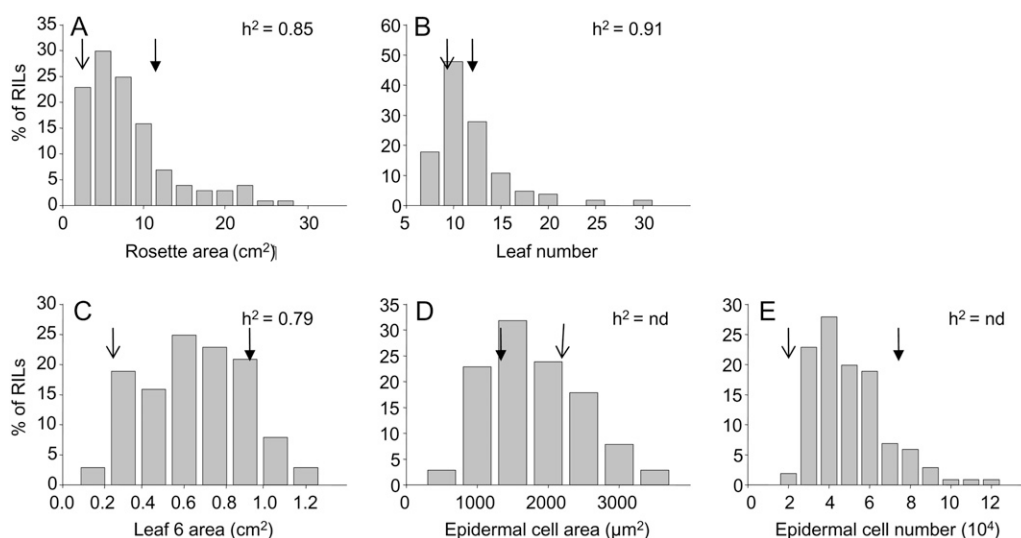 A
h² = 0.85
% of RILs
35
30
25
20
15
10
5
0
0 10 20 30
Rosette area (cm²)
B
h² = 0.91
60
50
40
30
20
10
0
5 10 15 20 25 30
Leaf number
C
h² = 0.79
% of RILs
30
25
20
15
10
5
0
0.0 0.2 0.4 0.6 0.8 1.0 1.2
Leaf 6 area (cm²)
D
h² = nd
35
30
25
20
15
10
5
0
0 1000 2000 3000
Epidermal cell area (µm²)
E
h² = nd
30
25
20
15
10
5
0
0 2 4 6 8 10 12
Epidermal cell number (10⁴)